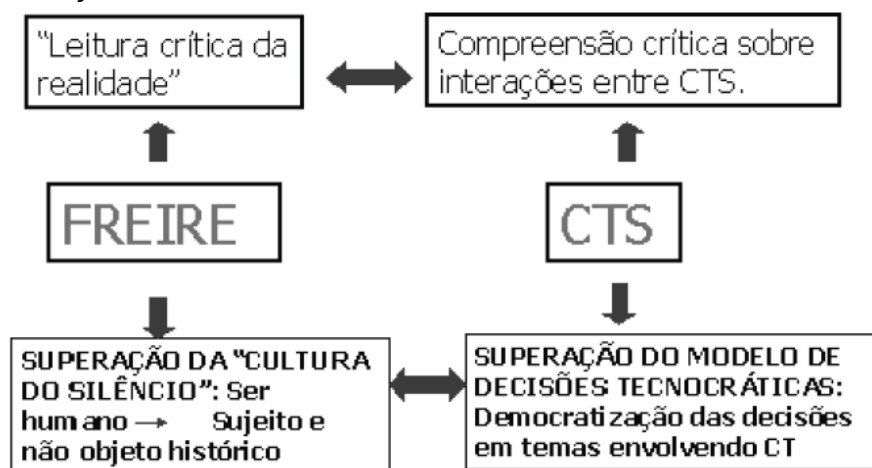 “Leitura crítica da
realidade”
Compreensão crítica sobre
interações entre CTS.
FREIRE
CTS
SUPERAÇÃO DA “CULTURA
DO SILÊNCIO”: Ser
humano → Sujeito e
não objeto histórico
SUPERAÇÃO DO MODELO DE
DECISÕES TECNOCRÁTICAS:
Democratização das decisões
em temas envolvendo CT